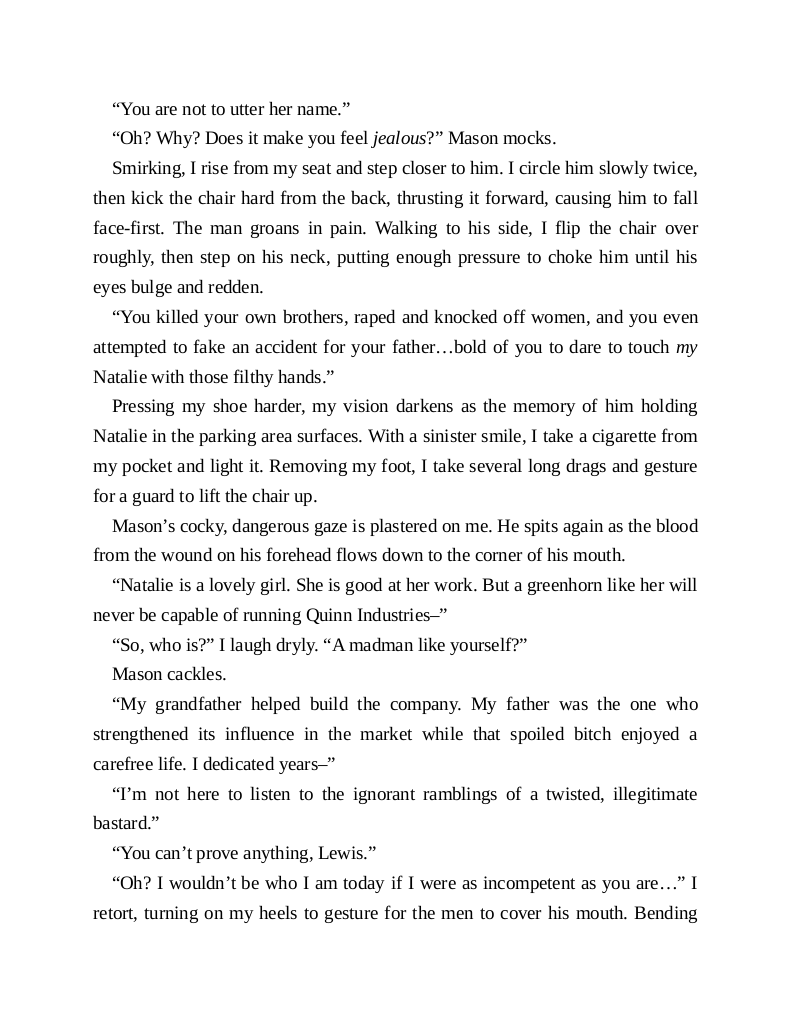 “You are not to utter her name.”
“Oh? Why? Does it make you feel jealous?” Mason mocks.
Smirking, I rise from my seat and step closer to him. I circle him slowly twice,
then kick the chair hard from the back, thrusting it forward, causing him to fall
face-first. The man groans in pain. Walking to his side, I flip the chair over
roughly, then step on his neck, putting enough pressure to choke him until his
eyes bulge and redden.
“You killed your own brothers, raped and knocked off women, and you even
attempted to fake an accident for your father…bold of you to dare to touch my
Natalie with those filthy hands.”
Pressing my shoe harder, my vision darkens as the memory of him holding
Natalie in the parking area surfaces. With a sinister smile, I take a cigarette from
my pocket and light it. Removing my foot, I take several long drags and gesture
for a guard to lift the chair up.
Mason’s cocky, dangerous gaze is plastered on me. He spits again as the blood
from the wound on his forehead flows down to the corner of his mouth.
“Natalie is a lovely girl. She is good at her work. But a greenhorn like her will
never be capable of running Quinn Industries–”
“So, who is?” I laugh dryly. “A madman like yourself?”
Mason cackles.
“My grandfather helped build the company. My father was the one who
strengthened its influence in the market while that spoiled bitch enjoyed a
carefree life. I dedicated years–”
“I’m not here to listen to the ignorant ramblings of a twisted, illegitimate
bastard.”
“You can’t prove anything, Lewis.”
“Oh? I wouldn’t be who I am today if I were as incompetent as you are…” I
retort, turning on my heels to gesture for the men to cover his mouth. Bending